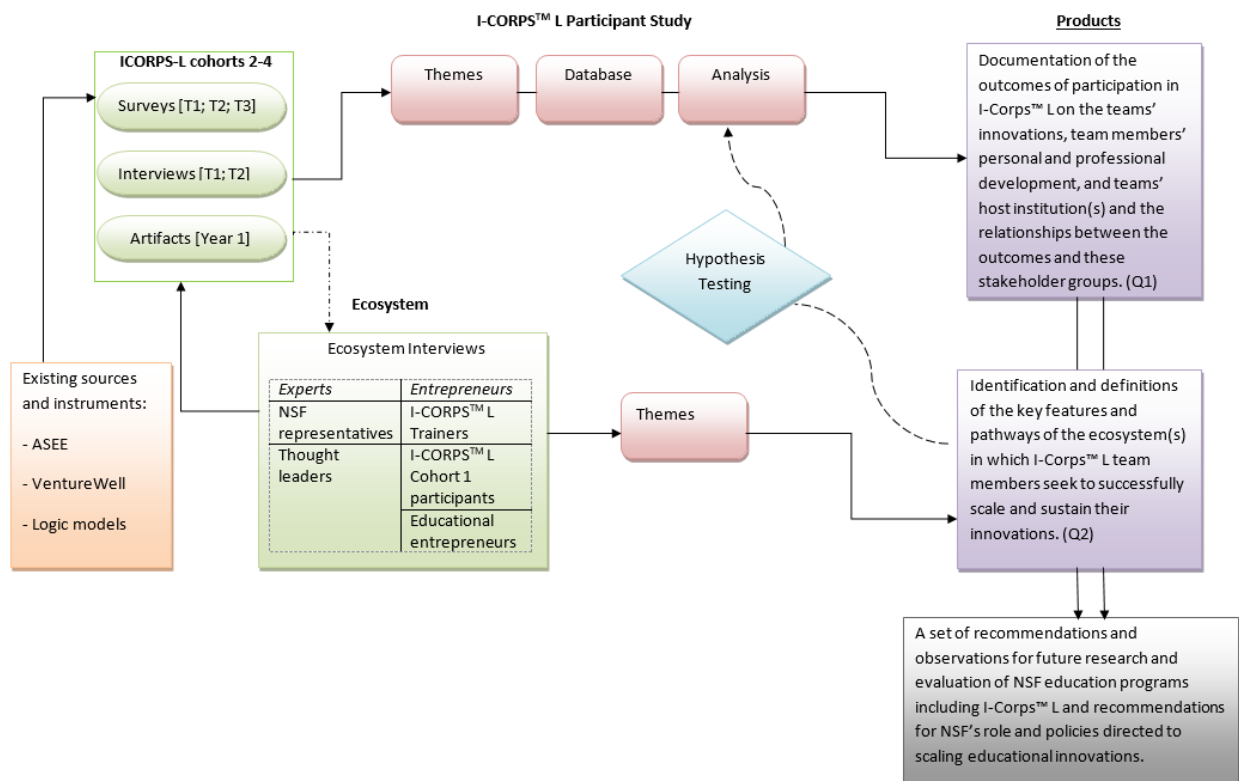 I-CORPS™ L Participant Study
Products
ICORPS-L cohorts 2-4
Surveys [T1; T2; T3]
Interviews [T1; T2]
Artifacts [Year 1]
Themes
Database
Analysis
Documentation of the
outcomes of participation in
I-Corps™ L on the teams’
innovations, team members’
personal and professional
development, and teams’
host institution(s) and the
relationships between the
outcomes and these
stakeholder groups. (Q1)
Hypothesis
Testing
Ecosystem
Ecosystem Interviews
Experts
Entrepreneurs
NSF
representatives
I-CORPS™ L
Trainers
Thought
leaders
I-CORPS™ L
Cohort 1
participants
Educational
entrepreneurs
Existing sources
and instruments:
- ASEE
- VentureWell
- Logic models
Themes
Identification and definitions
of the key features and
pathways of the ecosystem(s)
in which I-Corps™ L team
members seek to successfully
scale and sustain their
innovations. (Q2)
A set of recommendations and
observations for future research and
evaluation of NSF education programs
including I-Corps™ L and recommendations
for NSF’s role and policies directed to
scaling educational innovations.